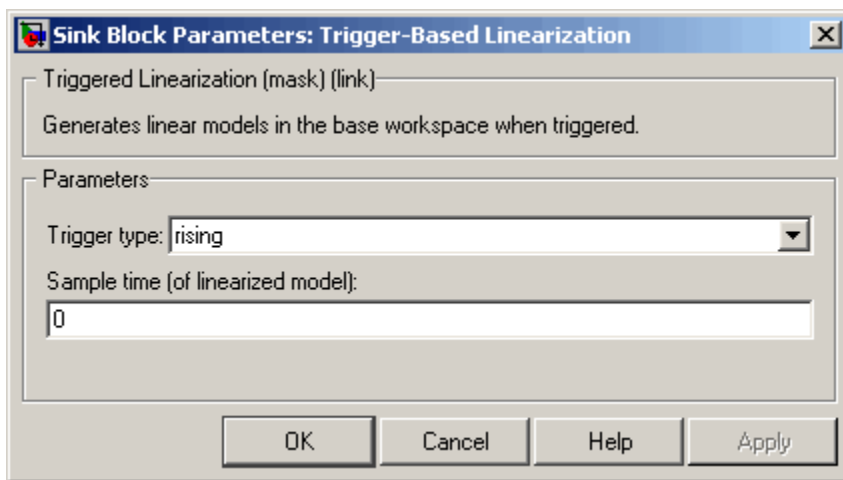 Sink Block Parameters: Trigger-Based Linearization
Triggered Linearization (mask) (link)
Generates linear models in the base workspace when triggered.
Parameters
Trigger type: rising
Sample time (of linearized model):
0
OK Cancel Help Apply